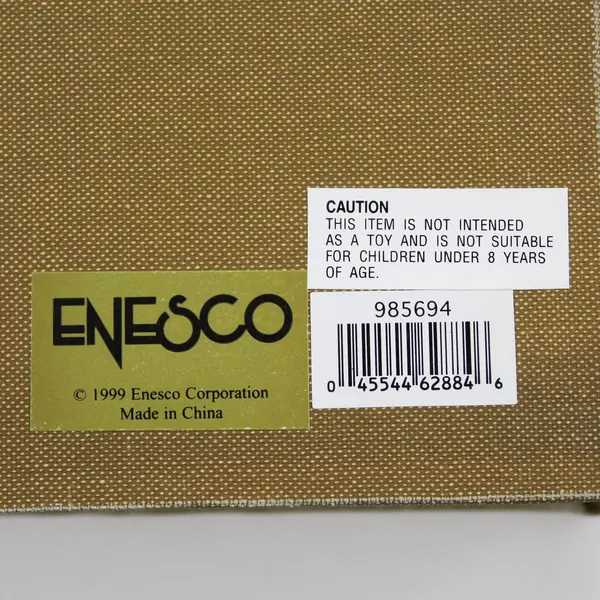 CAUTION
THIS ITEM IS NOT INTENDED
AS A TOY AND IS NOT SUITABLE
FOR CHILDREN UNDER 8 YEARS
OF AGE.
ENESCO
© 1999 Enesco Corporation
Made in China
985694
0 45544 62884 6